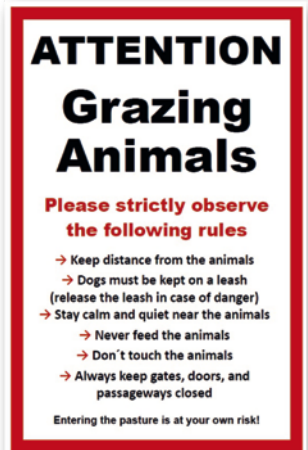 ATTENTION
Grazing
Animals
Please strictly observe
the following rules
→ Keep distance from the animals
→ Dogs must be kept on a leash
(release the leash in case of danger)
→ Stay calm and quiet near the animals
→ Never feed the animals
→ Don´t touch the animals
→ Always keep gates, doors, and
passageways closed
Entering the pasture is at your own risk!